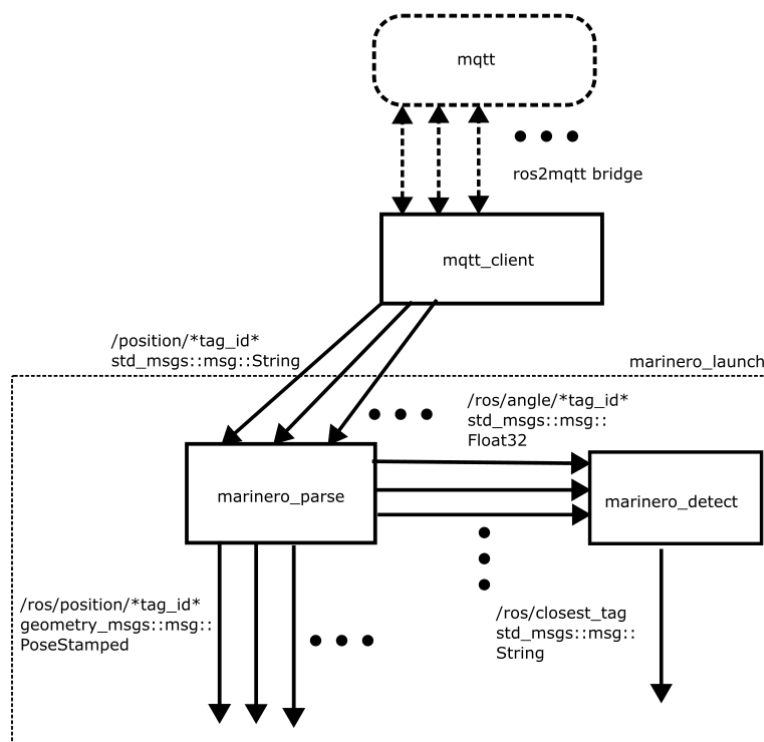 mqtt
ros2mqtt bridge
mqtt_client
/position/*tag_id*
std_msgs::msg::String
marinero_launch
/ros/angle/*tag_id*
std_msgs::msg::
Float32
marinero_parse
marinero_detect
/ros/position/*tag_id*
geometry_msgs::msg::
PoseStamped
/ros/closest_tag
std_msgs::msg::
String